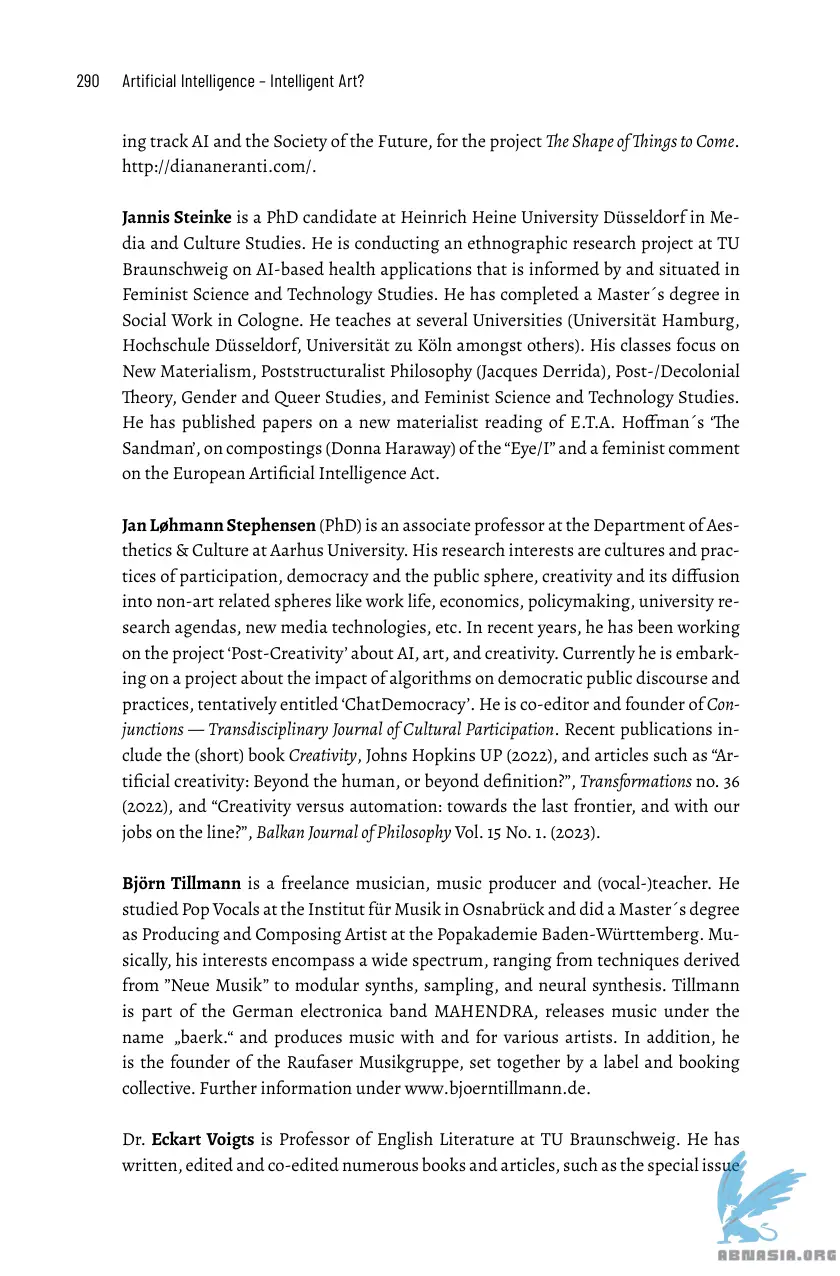 290 Artificial Intelligence – Intelligent Art?
ing track AI and the Society of the Future, for the project The Shape of Things to Come.
http://diananeranti.com/.
Jannis Steinke is a PhD candidate at Heinrich Heine University Düsseldorf in Me-
dia and Culture Studies. He is conducting an ethnographic research project at TU
Braunschweig on AI-based health applications that is informed by and situated in
Feminist Science and Technology Studies. He has completed a Master´s degree in
Social Work in Cologne. He teaches at several Universities (Universität Hamburg,
Hochschule Düsseldorf, Universität zu Köln amongst others). His classes focus on
New Materialism, Poststructuralist Philosophy (Jacques Derrida), Post-/Decolonial
Theory, Gender and Queer Studies, and Feminist Science and Technology Studies.
He has published papers on a new materialist reading of E.T.A. Hoffman´s ‘The
Sandman’, on compostings (Donna Haraway) of the “Eye/I” and a feminist comment
on the European Artificial Intelligence Act.
Jan Løhmann Stephensen (PhD) is an associate professor at the Department of Aes-
thetics & Culture at Aarhus University. His research interests are cultures and prac-
tices of participation, democracy and the public sphere, creativity and its diffusion
into non-art related spheres like work life, economics, policymaking, university re-
search agendas, new media technologies, etc. In recent years, he has been working
on the project ‘Post-Creativity’ about AI, art, and creativity. Currently he is embark-
ing on a project about the impact of algorithms on democratic public discourse and
practices, tentatively entitled ‘ChatDemocracy’. He is co-editor and founder of Con-
junctions — Transdisciplinary Journal of Cultural Participation. Recent publications in-
clude the (short) book Creativity, Johns Hopkins UP (2022), and articles such as “Ar-
tificial creativity: Beyond the human, or beyond definition?”, Transformations no. 36
(2022), and “Creativity versus automation: towards the last frontier, and with our
jobs on the line?”, Balkan Journal of Philosophy Vol. 15 No. 1. (2023).
Björn Tillmann is a freelance musician, music producer and (vocal-)teacher. He
studied Pop Vocals at the Institut für Musik in Osnabrück and did a Master´s degree
as Producing and Composing Artist at the Popakademie Baden-Württemberg. Mu-
sically, his interests encompass a wide spectrum, ranging from techniques derived
from ”Neue Musik” to modular synths, sampling, and neural synthesis. Tillmann
is part of the German electronica band MAHENDRA, releases music under the
name „baerk.“ and produces music with and for various artists. In addition, he
is the founder of the Raufaser Musikgruppe, set together by a label and booking
collective. Further information under www.bjoerntillmann.de.
Dr. Eckart Voigts is Professor of English Literature at TU Braunschweig. He has
written, edited and co-edited numerous books and articles, such as the special issue
ABNASIA.ORG